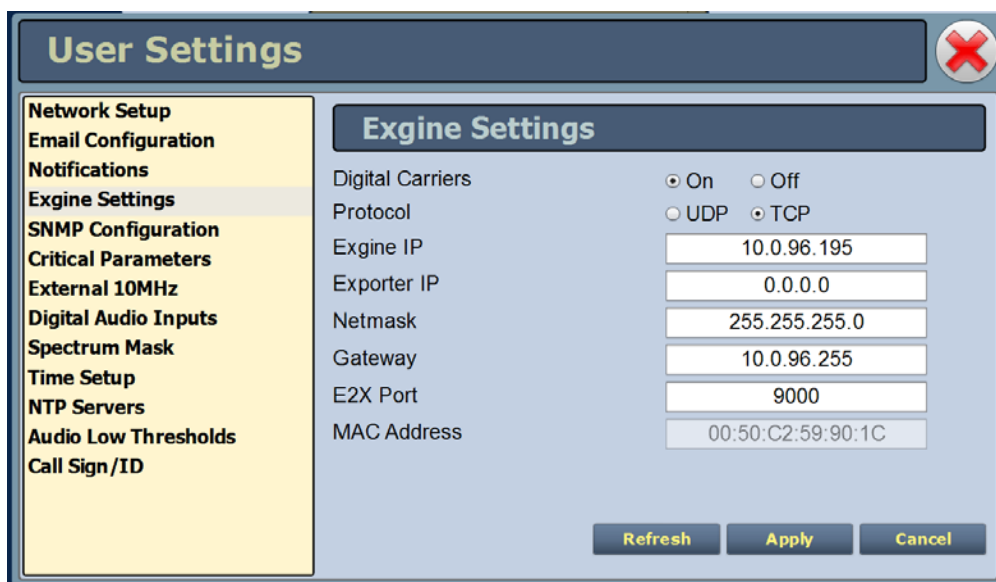 User Settings
Network Setup
Email Configuration
Notifications
Exgine Settings
SNMP Configuration
Critical Parameters
External 10MHz
Digital Audio Inputs
Spectrum Mask
Time Setup
NTP Servers
Audio Low Thresholds
Call Sign/ID
Exgine Settings
Digital Carriers On Off
Protocol UDP TCP
Exgine IP 10.0.96.195
Exporter IP 0.0.0.0
Netmask 255.255.255.0
Gateway 10.0.96.255
E2X Port 9000
MAC Address 00:50:C2:59:90:1C
Refresh Apply Cancel